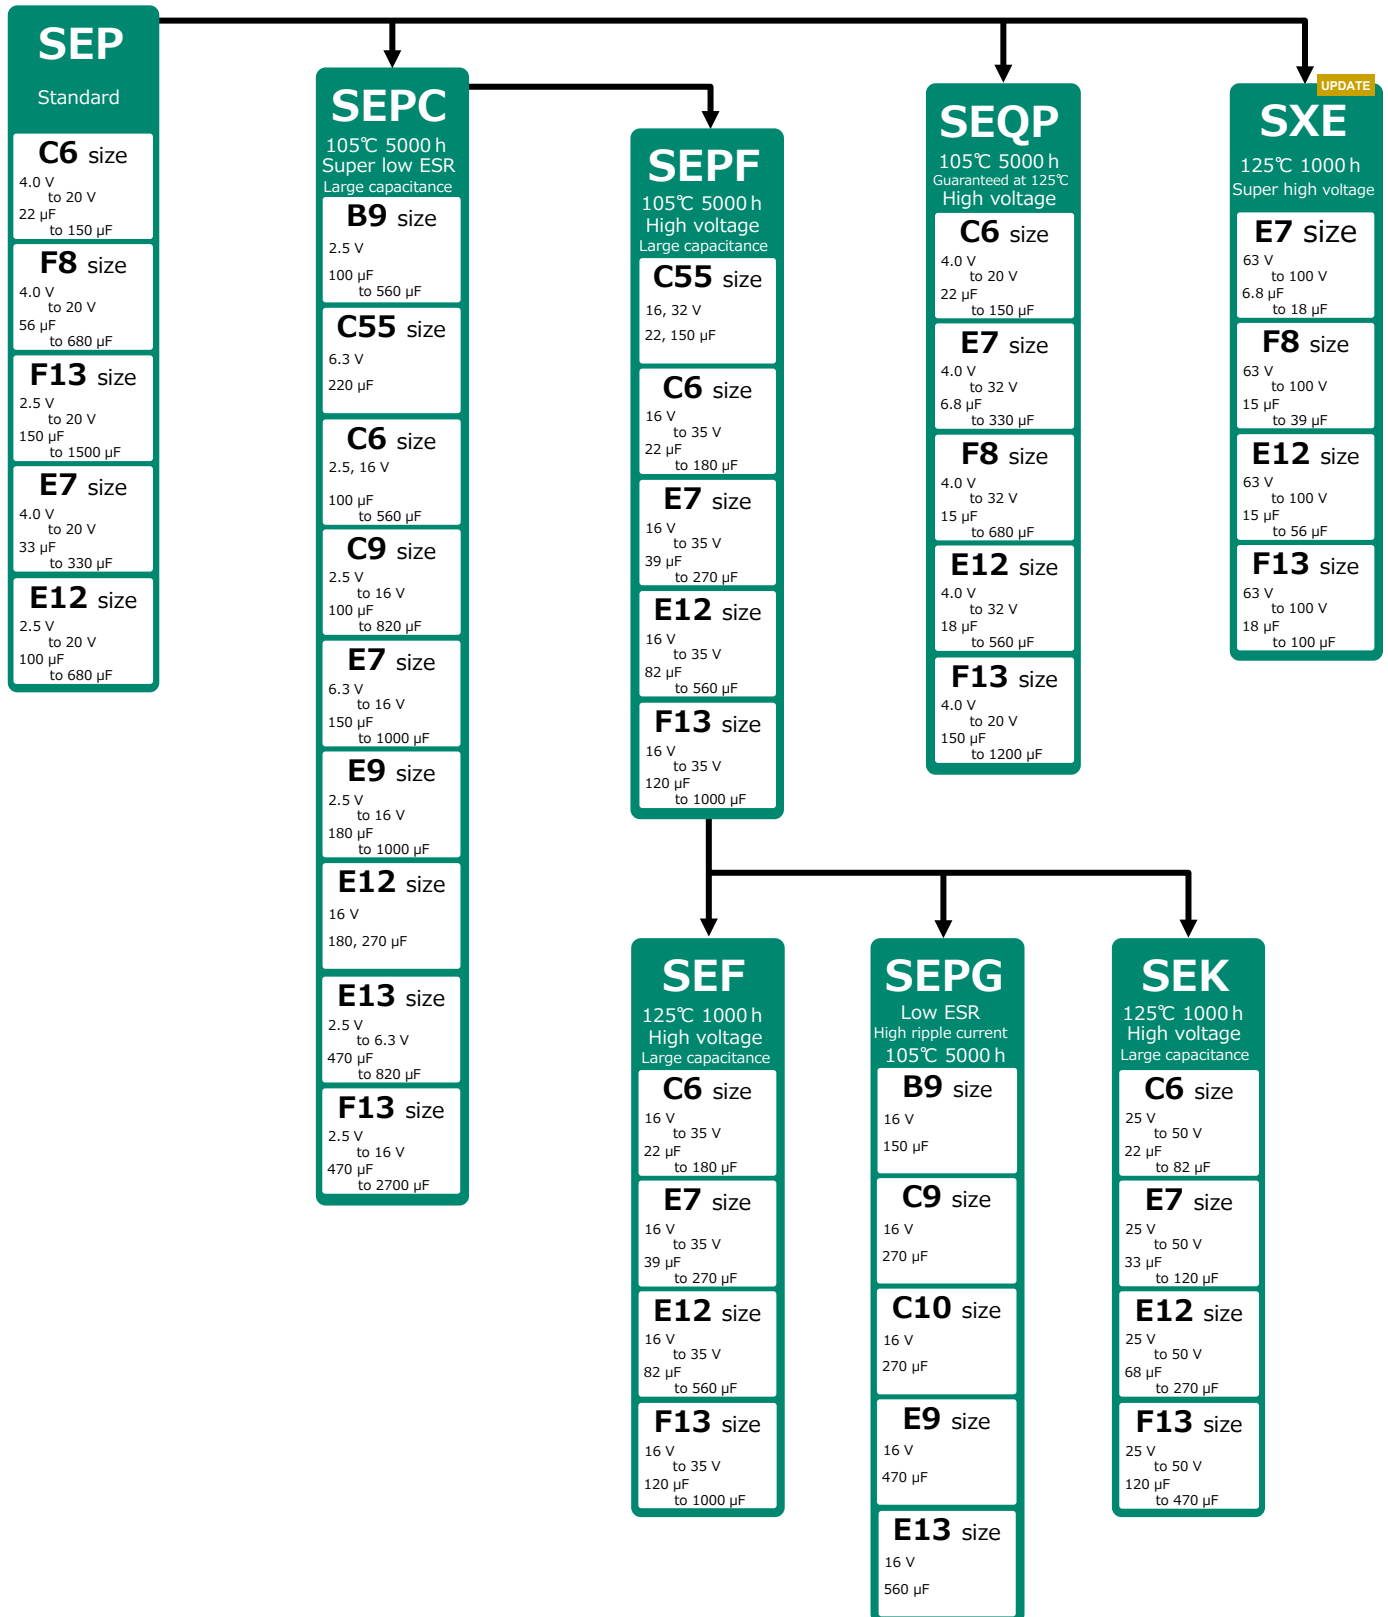 SEP
Standard
C6 size
4.0 V
to 20 V
22 µF
to 150 µF
F8 size
4.0 V
to 20 V
56 µF
to 680 µF
F13 size
2.5 V
to 20 V
150 µF
to 1500 µF
E7 size
4.0 V
to 20 V
33 µF
to 330 µF
E12 size
2.5 V
to 20 V
100 µF
to 680 µF
SEPC
105℃ 5000 h
Super low ESR
Large capacitance
B9 size
2.5 V
100 µF
to 560 µF
C55 size
6.3 V
220 µF
C6 size
2.5, 16 V
100 µF
to 560 µF
C9 size
2.5 V
to 16 V
100 µF
to 820 µF
E7 size
6.3 V
to 16 V
150 µF
to 1000 µF
E9 size
2.5 V
to 16 V
180 µF
to 1000 µF
E12 size
16 V
180, 270 µF
E13 size
2.5 V
to 6.3 V
470 µF
to 820 µF
F13 size
2.5 V
to 16 V
470 µF
to 2700 µF
SEPF
105℃ 5000 h
High voltage
Large capacitance
C55 size
16, 32 V
22, 150 µF
C6 size
16 V
to 35 V
22 µF
to 180 µF
E7 size
16 V
to 35 V
39 µF
to 270 µF
E12 size
16 V
to 35 V
82 µF
to 560 µF
F13 size
16 V
to 35 V
120 µF
to 1000 µF
SEQP
105℃ 5000 h
Guaranteed at 125℃
High voltage
C6 size
4.0 V
to 20 V
22 µF
to 150 µF
E7 size
4.0 V
to 32 V
6.8 µF
to 330 µF
F8 size
4.0 V
to 32 V
15 µF
to 680 µF
E12 size
4.0 V
to 32 V
18 µF
to 560 µF
F13 size
4.0 V
to 20 V
150 µF
to 1200 µF
UPDATE
SXE
125℃ 1000 h
Super high voltage
E7 size
63 V
to 100 V
6.8 µF
to 18 µF
F8 size
63 V
to 100 V
15 µF
to 39 µF
E12 size
63 V
to 100 V
15 µF
to 56 µF
F13 size
63 V
to 100 V
18 µF
to 100 µF
SEF
125℃ 1000 h
High voltage
Large capacitance
C6 size
16 V
to 35 V
22 µF
to 180 µF
E7 size
16 V
to 35 V
39 µF
to 270 µF
E12 size
16 V
to 35 V
82 µF
to 560 µF
F13 size
16 V
to 35 V
120 µF
to 1000 µF
SEPG
Low ESR
High ripple current
105℃ 5000 h
B9 size
16 V
150 µF
C9 size
16 V
270 µF
C10 size
16 V
270 µF
E9 size
16 V
470 µF
E13 size
16 V
560 µF
SEK
125℃ 1000 h
High voltage
Large capacitance
C6 size
25 V
to 50 V
22 µF
to 82 µF
E7 size
25 V
to 50 V
33 µF
to 120 µF
E12 size
25 V
to 50 V
68 µF
to 270 µF
F13 size
25 V
to 50 V
120 µF
to 470 µF